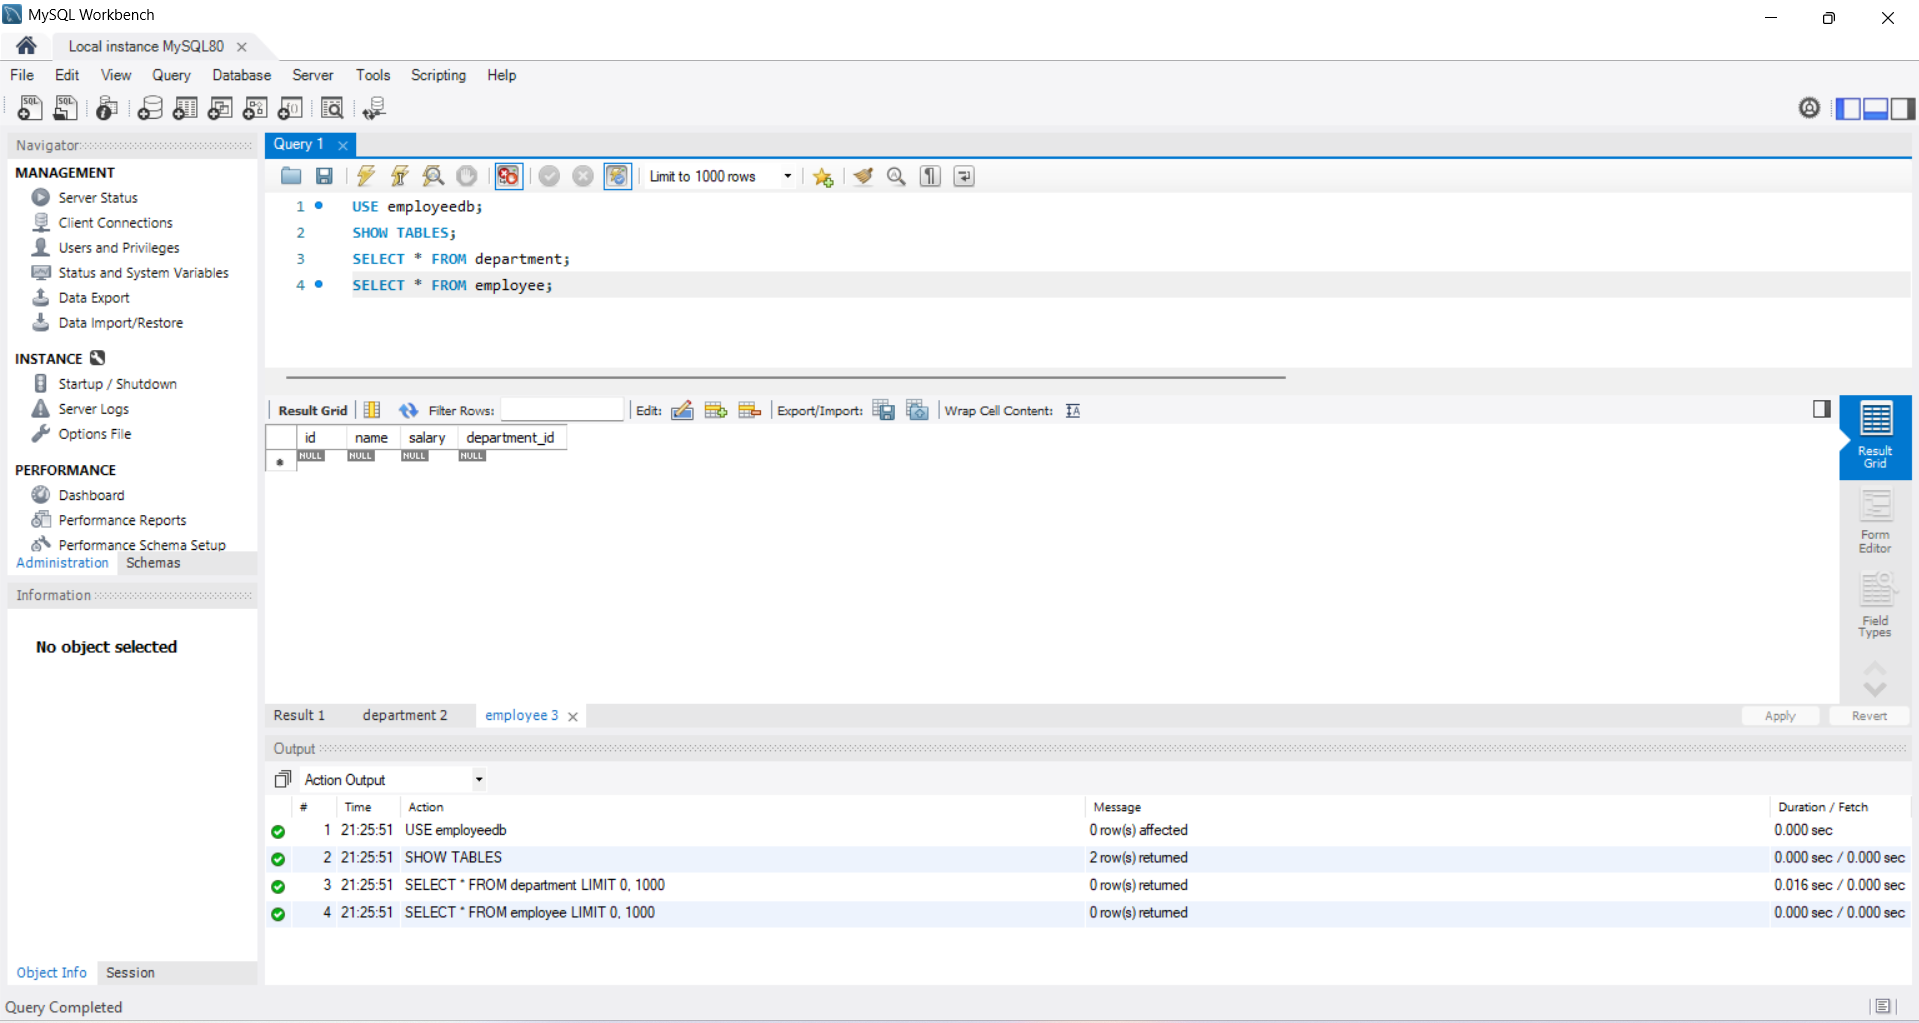 MySQL Workbench
Local instance MySQL80
File Edit View Query Database Server Tools Scripting Help
Navigator
MANAGEMENT
Server Status
Client Connections
Users and Privileges
Status and System Variables
Data Export
Data Import/Restore
INSTANCE
Startup / Shutdown
Server Logs
Options File
PERFORMANCE
Dashboard
Performance Reports
Performance Schema Setup
Administration Schemas
Information
No object selected
Object Info Session
Query 1
Limit to 1000 rows
1 USE employeedb;
2 SHOW TABLES;
3 SELECT * FROM department;
4 SELECT * FROM employee;
Result Grid Filter Rows: Edit: Export/Import: Wrap Cell Content:
id name salary department_id
NULL NULL NULL NULL
Result Grid
Form Editor
Field Types
Result 1 department 2 employee 3 Apply Revert
Output
Action Output
# Time Action Message Duration / Fetch
1 21:25:51 USE employeedb 0 row(s) affected 0.000 sec
2 21:25:51 SHOW TABLES 2 row(s) returned 0.000 sec / 0.000 sec
3 21:25:51 SELECT * FROM department LIMIT 0, 1000 0 row(s) returned 0.016 sec / 0.000 sec
4 21:25:51 SELECT * FROM employee LIMIT 0, 1000 0 row(s) returned 0.000 sec / 0.000 sec
Query Completed